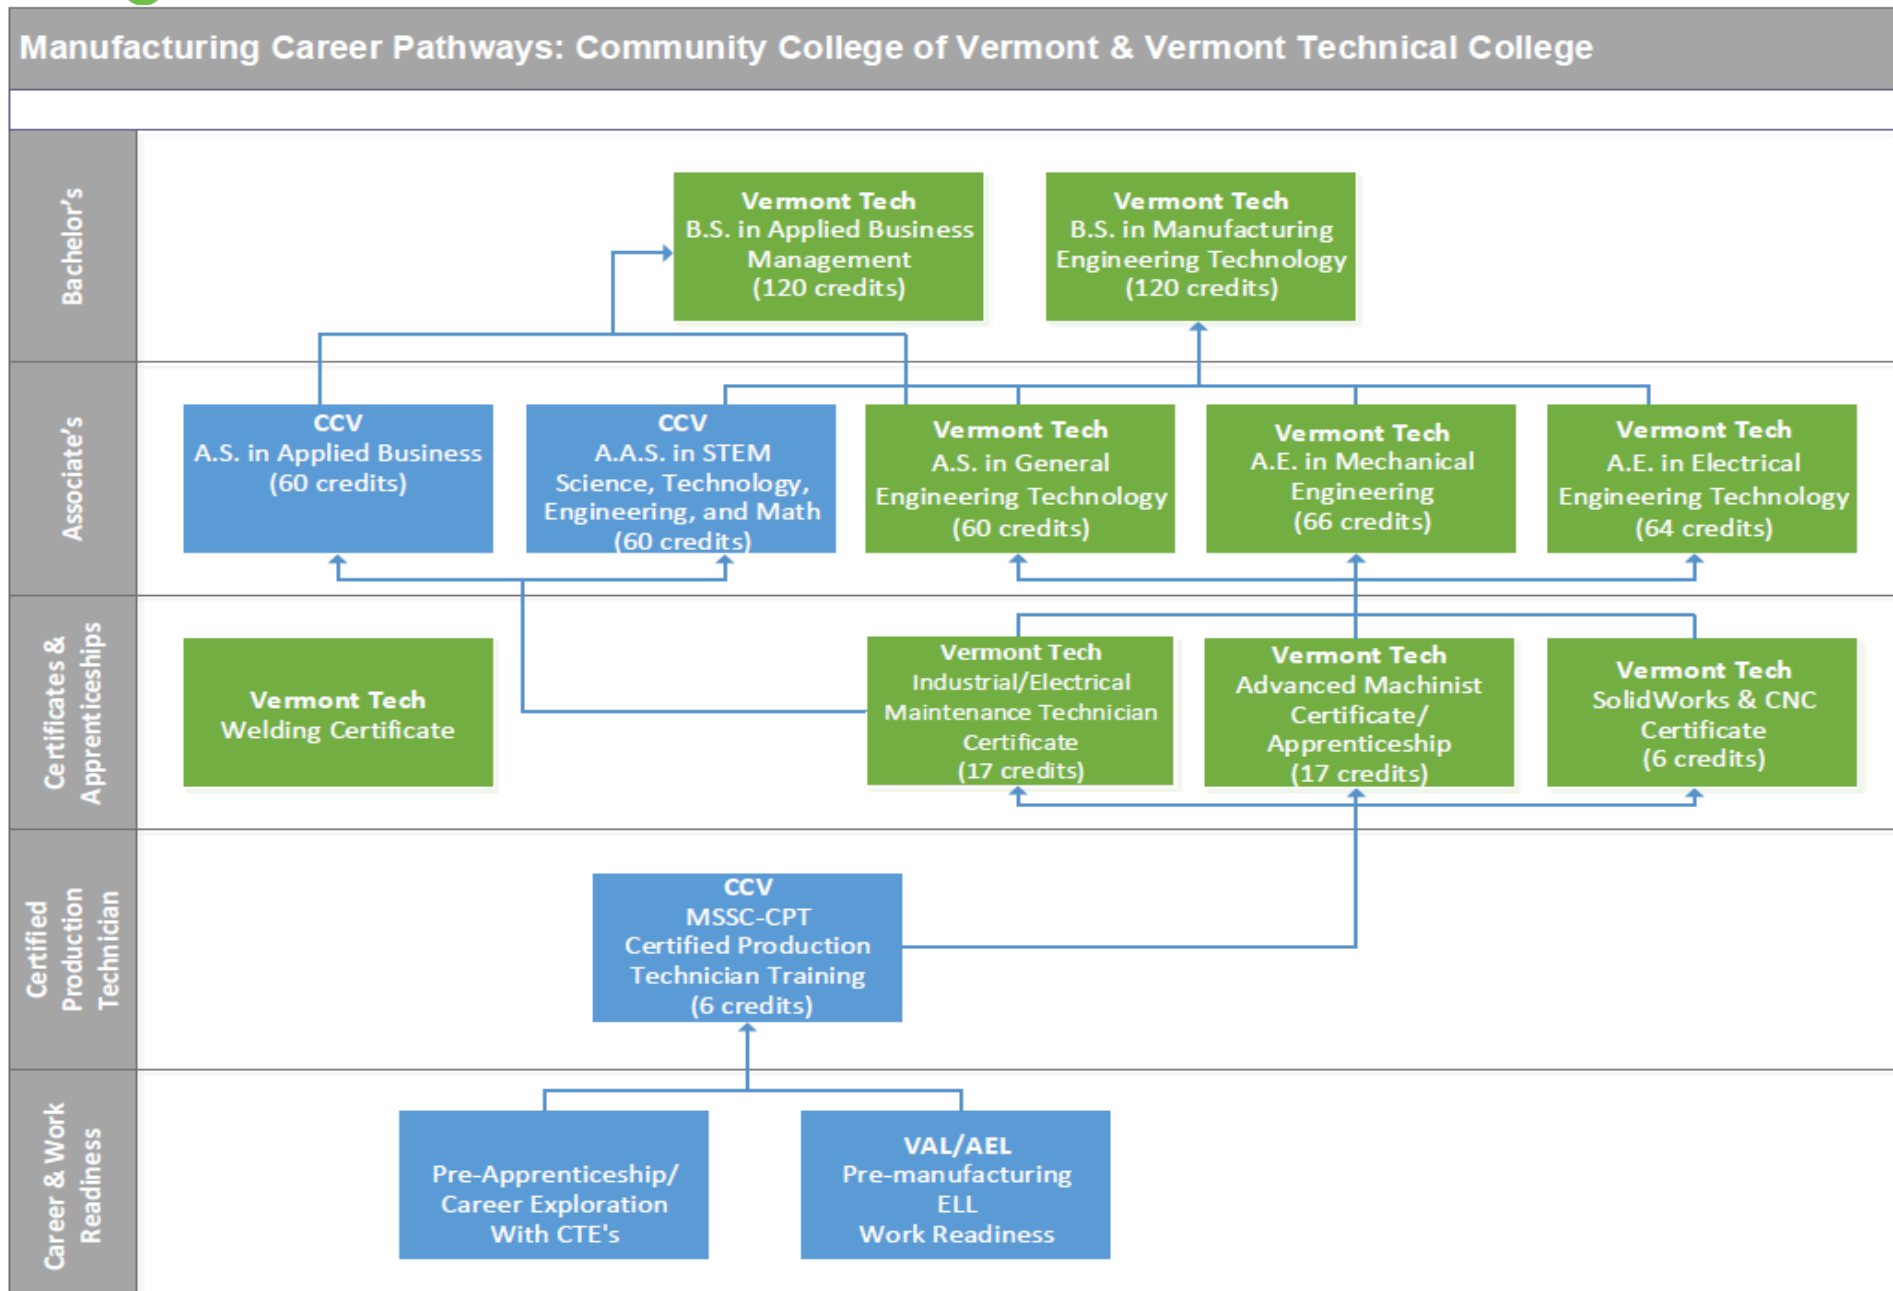 Manufacturing Career Pathways: Community College of Vermont & Vermont Technical College
Bachelor's
Vermont Tech
B.S. in Applied Business
Management
(120 credits)
Vermont Tech
B.S. in Manufacturing
Engineering Technology
(120 credits)
Associate's
CCV
A.S. in Applied Business
(60 credits)
CCV
A.A.S. in STEM
Science, Technology,
Engineering, and Math
(60 credits)
Vermont Tech
A.S. in General
Engineering Technology
(60 credits)
Vermont Tech
A.E. in Mechanical
Engineering
(66 credits)
Vermont Tech
A.E. in Electrical
Engineering Technology
(64 credits)
Certificates &
Apprenticeships
Vermont Tech
Welding Certificate
Vermont Tech
Industrial/Electrical
Maintenance Technician
Certificate
(17 credits)
Vermont Tech
Advanced Machinist
Certificate/
Apprenticeship
(17 credits)
Vermont Tech
SolidWorks & CNC
Certificate
(6 credits)
Certified
Production
Technician
CCV
MSSC-CPT
Certified Production
Technician Training
(6 credits)
Career & Work
Readiness
Pre-Apprenticeship/
Career Exploration
With CTE's
VAL/AEL
Pre-manufacturing
ELL
Work Readiness